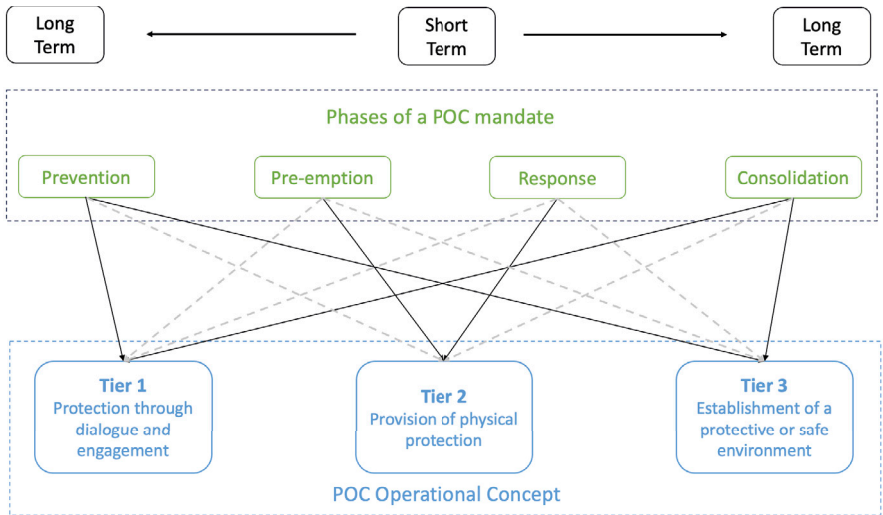 Long
Term
Short
Term
Long
Term
Phases of a POC mandate
Prevention
Pre-emption
Response
Consolidation
Tier 1
Protection through
dialogue and
engagement
Tier 2
Provision of physical
protection
Tier 3
Establishment of a
protective or safe
environment
POC Operational Concept